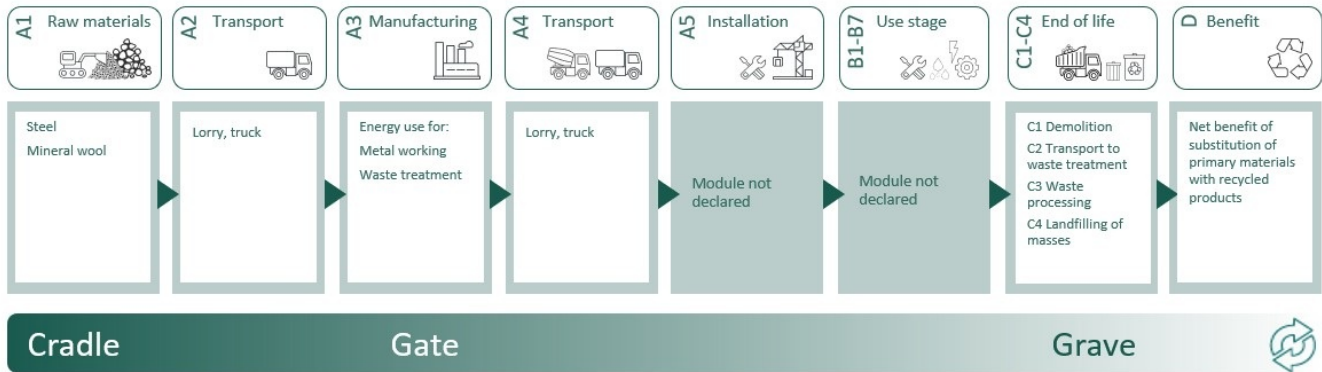 A1 Raw materials
A2 Transport
A3 Manufacturing
A4 Transport
A5 Installation
B1-B7 Use stage
C1-C4 End of life
D Benefit
Steel
Mineral wool
Lorry, truck
Energy use for:
Metal working
Waste treatment
Lorry, truck
Module not
declared
Module not
declared
C1 Demolition
C2 Transport to
waste treatment
C3 Waste
processing
C4 Landfilling of
masses
Net benefit of
substitution of
primary materials
with recycled
products
Cradle
Gate
Grave